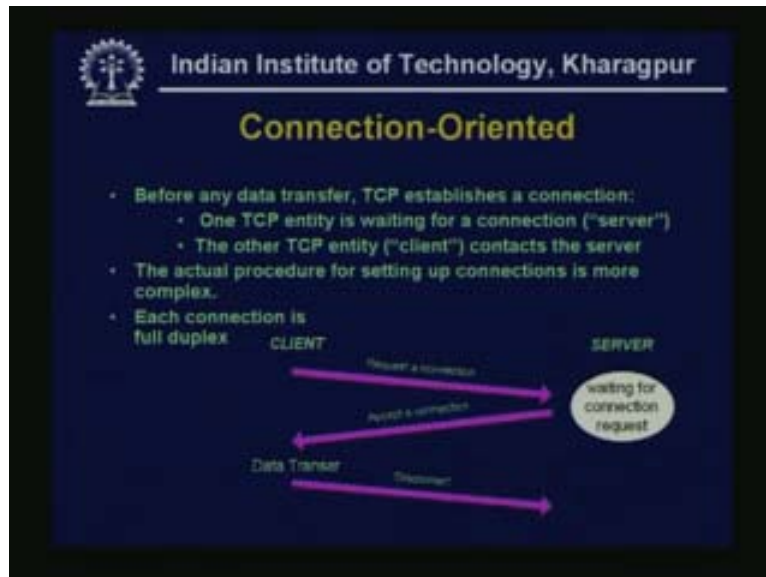 Indian Institute of Technology, Kharagpur
Connection-Oriented
• Before any data transfer, TCP establishes a connection:
• One TCP entity is waiting for a connection ("server")
• The other TCP entity ("client") contacts the server
• The actual procedure for setting up connections is more
complex.
• Each connection is
full duplex
CLIENT
SERVER
Request a connection
waiting for
connection
request
Accept a connection
Data Transer
Disconnect